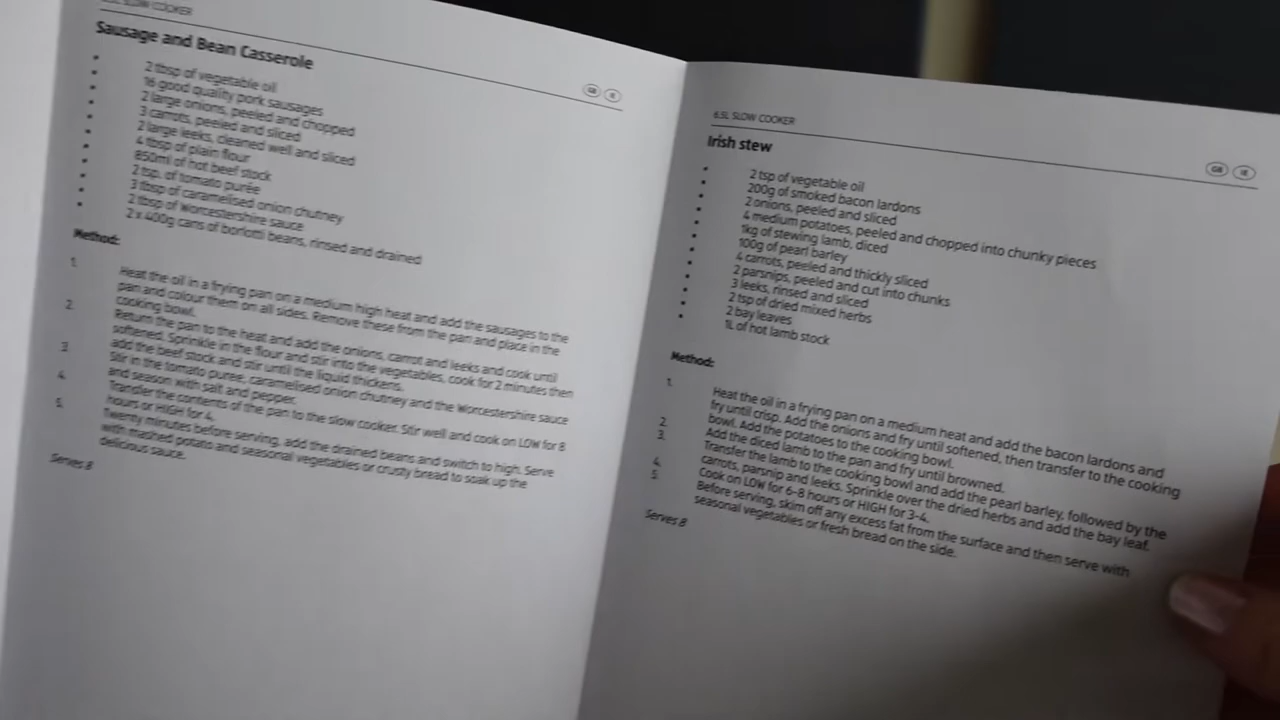 6.5L SLOW COOKER
GB IE
Sausage and Bean Casserole
• 2 tbsp of vegetable oil
• 16 good quality pork sausages
• 2 large onions, peeled and chopped
• 3 carrots, peeled and sliced
• 2 large leeks, cleaned well and sliced
• 4 tbsp of plain flour
• 850ml of hot beef stock
• 2 tsp. of tomato purée
• 3 tbsp of caramelised onion chutney
• 2 tbsp of Worcestershire sauce
• 2 x 400g cans of borlotti beans, rinsed and drained
Method:
1. Heat the oil in a frying pan on a medium high heat and add the sausages to the
pan and colour them on all sides. Remove these from the pan and place in the
cooking bowl.
2. Return the pan to the heat and add the onions, carrot and leeks and cook until
softened. Sprinkle in the flour and stir into the vegetables, cook for 2 minutes then
add the beef stock and stir until the liquid thickens.
3. Stir in the tomato puree, caramelised onion chutney and the Worcestershire sauce
and season with salt and pepper.
4. Transfer the contents of the pan to the slow cooker. Stir well and cook on LOW for 8
hours or HIGH for 4.
5. Twenty minutes before serving, add the drained beans and switch to high. Serve
with mashed potato and seasonal vegetables or crusty bread to soak up the
delicious sauce.
Serves 8
6.5L SLOW COOKER
GB IE
Irish stew
• 2 tsp of vegetable oil
• 200g of smoked bacon lardons
• 2 onions, peeled and sliced
• 4 medium potatoes, peeled and chopped into chunky pieces
• 1kg of stewing lamb, diced
• 100g of pearl barley
• 4 carrots, peeled and thickly sliced
• 2 parsnips, peeled and cut into chunks
• 3 leeks, rinsed and sliced
• 2 tsp of dried mixed herbs
• 2 bay leaves
• 1L of hot lamb stock
Method:
1. Heat the oil in a frying pan on a medium heat and add the bacon lardons and
fry until crisp. Add the onions and fry until softened, then transfer to the cooking
bowl. Add the potatoes to the cooking bowl.
2. Add the diced lamb to the pan and fry until browned.
3. Transfer the lamb to the cooking bowl and add the pearl barley, followed by the
carrots, parsnip and leeks. Sprinkle over the dried herbs and add the bay leaf.
4. Cook on LOW for 6-8 hours or HIGH for 3-4.
5. Before serving, skim off any excess fat from the surface and then serve with
seasonal vegetables or fresh bread on the side.
Serves 8